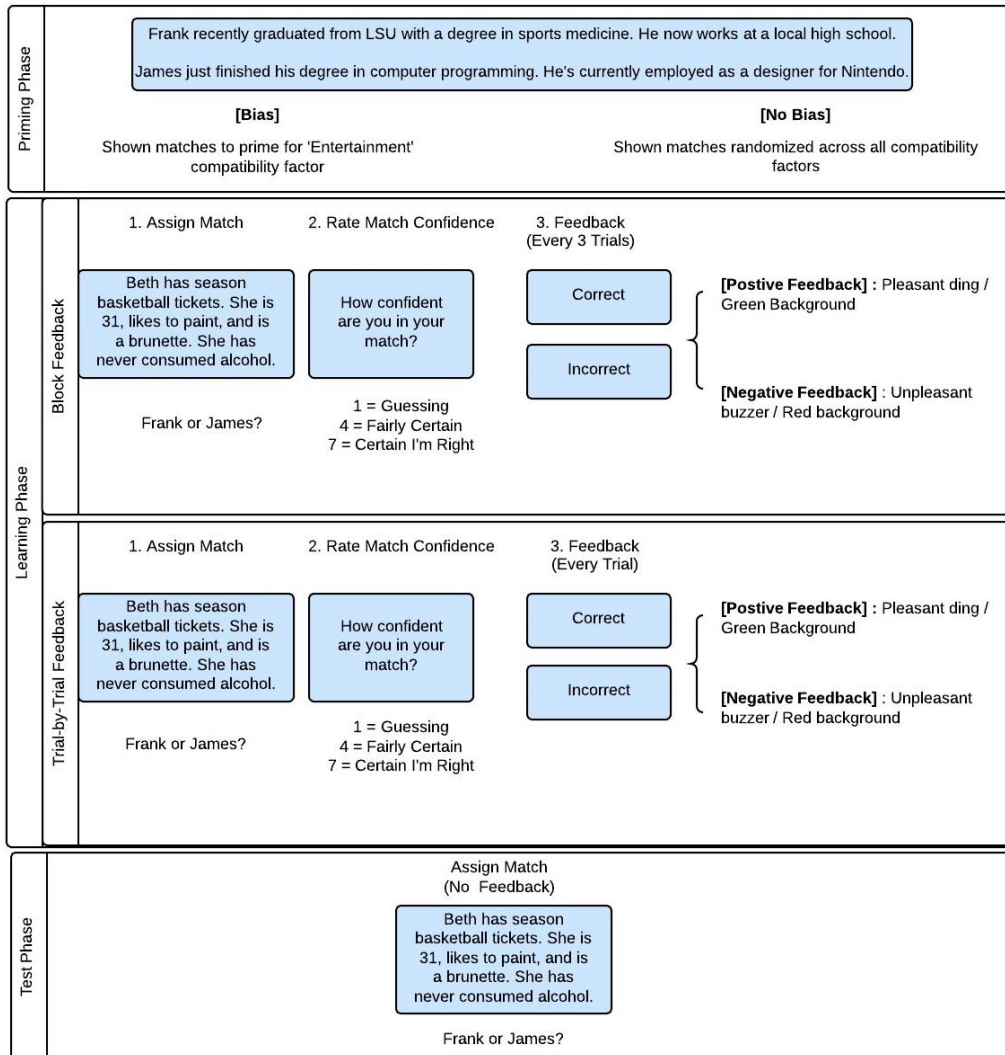 Priming Phase
Frank recently graduated from LSU with a degree in sports medicine. He now works at a local high school.
James just finished his degree in computer programming. He's currently employed as a designer for Nintendo.
[Bias]
Shown matches to prime for 'Entertainment'
compatibility factor
[No Bias]
Shown matches randomized across all compatibility
factors
Learning Phase
Block Feedback
1. Assign Match
Beth has season
basketball tickets. She is
31, likes to paint, and is
a brunette. She has
never consumed alcohol.
Frank or James?
2. Rate Match Confidence
How confident
are you in your
match?
1 = Guessing
4 = Fairly Certain
7 = Certain I'm Right
3. Feedback
(Every 3 Trials)
Correct
Incorrect
[Postive Feedback] : Pleasant ding /
Green Background
[Negative Feedback] : Unpleasant
buzzer / Red background
Trial-by-Trial Feedback
1. Assign Match
Beth has season
basketball tickets. She is
31, likes to paint, and is
a brunette. She has
never consumed alcohol.
Frank or James?
2. Rate Match Confidence
How confident
are you in your
match?
1 = Guessing
4 = Fairly Certain
7 = Certain I'm Right
3. Feedback
(Every Trial)
Correct
Incorrect
[Postive Feedback] : Pleasant ding /
Green Background
[Negative Feedback] : Unpleasant
buzzer / Red background
Test Phase
Assign Match
(No Feedback)
Beth has season
basketball tickets. She is
31, likes to paint, and is
a brunette. She has
never consumed alcohol.
Frank or James?